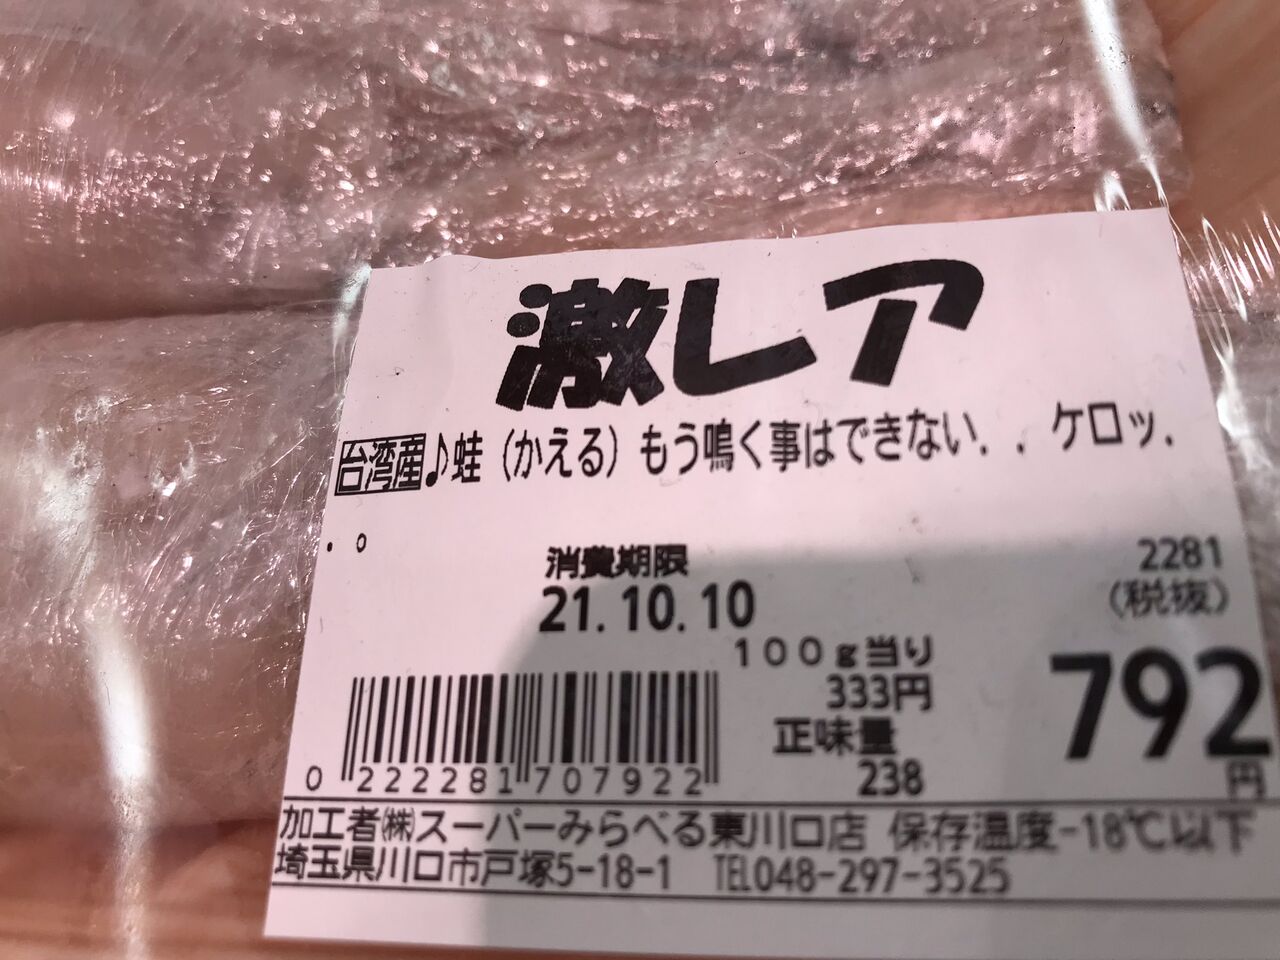 激レア
台湾産♪蛙（かえる）もう鳴く事はできない．．ケロッ．
．。
消費期限
21.10.10
2281
(税抜)
100g当り
333円
792円
正味量
238
0 222281 707922
加工者㈱スーパーみらべる東川口店 保存温度-18℃以下
埼玉県川口市戸塚5-18-1 TEL048-297-3525